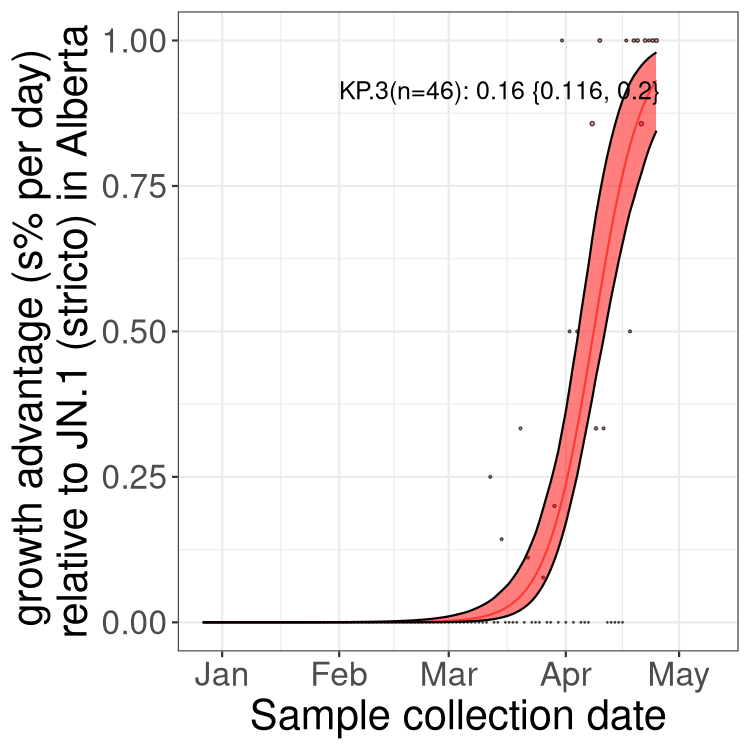 growth advantage (s% per day)
relative to JN.1 (stricto) in Alberta
1.00
0.75
0.50
0.25
0.00
KP.3(n=46): 0.16 {0.116, 0.2}
Jan
Feb
Mar
Apr
May
Sample collection date